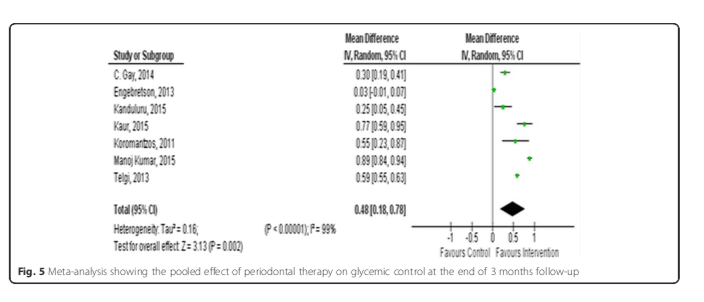 Mean Difference Mean Difference
Study or Subgroup IV, Random, 95% CI IV, Random, 95% CI
C. Gay, 2014 0.30 [0.19, 0.41]
Engebretson, 2013 0.03 [-0.01, 0.07]
Kanduluru, 2015 0.25 [0.05, 0.45]
Kaur, 2015 0.77 [0.59, 0.95]
Koromantzos, 2011 0.55 [0.23, 0.87]
Manoj Kumar, 2015 0.89 [0.84, 0.94]
Telgi, 2013 0.59 [0.55, 0.63]
Total (95% CI) 0.48 [0.18, 0.78]
Heterogeneity: Tau² = 0.16; (P < 0.00001); I² = 99%
Test for overall effect: Z = 3.13 (P = 0.002)
-1 -0.5 0 0.5 1
Favours Control Favours Intervention
Fig. 5 Meta-analysis showing the pooled effect of periodontal therapy on glycemic control at the end of 3 months follow-up